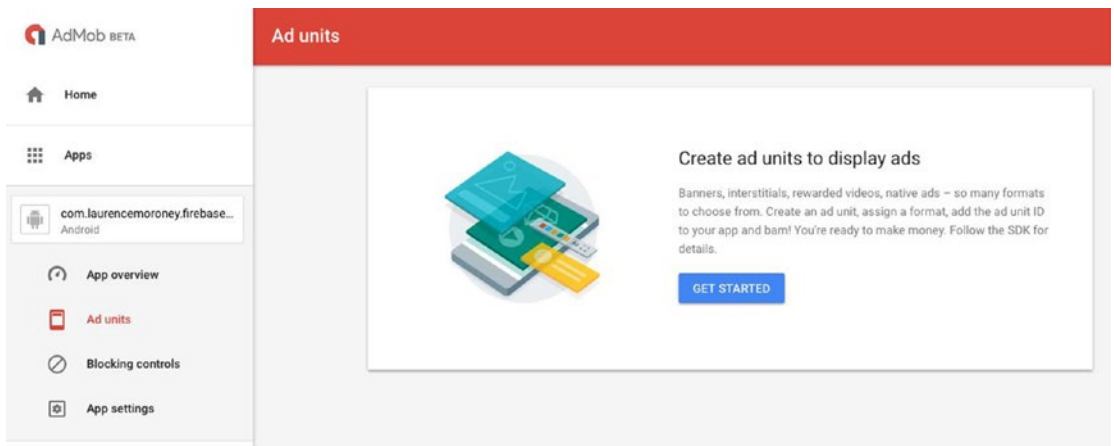 AdMob BETA
Ad units
Home
Apps
com.laurencemoroney.firebase...
Android
App overview
Ad units
Blocking controls
App settings
Create ad units to display ads
Banners, interstitials, rewarded videos, native ads – so many formats
to choose from. Create an ad unit, assign a format, add the ad unit ID
to your app and bam! You're ready to make money. Follow the SDK for
details.
GET STARTED